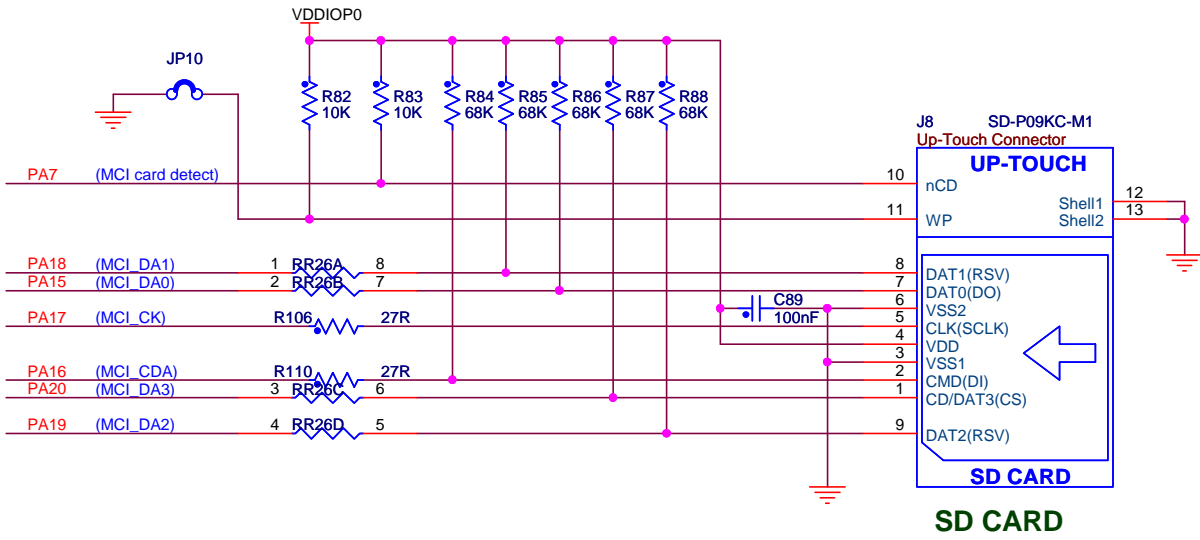 VDDIOP0
JP10
R82
10K
R83
10K
R84
68K
R85
68K
R86
68K
R87
68K
R88
68K
J8 SD-P09KC-M1
Up-Touch Connector
UP-TOUCH
PA7 (MCI card detect) 10 nCD
11 WP
Shell1 12
Shell2 13
PA18 (MCI_DA1) 1 RR26A 8 8 DAT1(RSV)
PA15 (MCI_DA0) 2 RR26B 7 7 DAT0(DO)
C89
100nF
6 VSS2
PA17 (MCI_CK) R106 27R 5 CLK(SCLK)
4 VDD
3 VSS1
PA16 (MCI_CDA) R110 27R 2 CMD(DI)
PA20 (MCI_DA3) 3 RR26C 6 1 CD/DAT3(CS)
PA19 (MCI_DA2) 4 RR26D 5 9 DAT2(RSV)
SD CARD
SD CARD